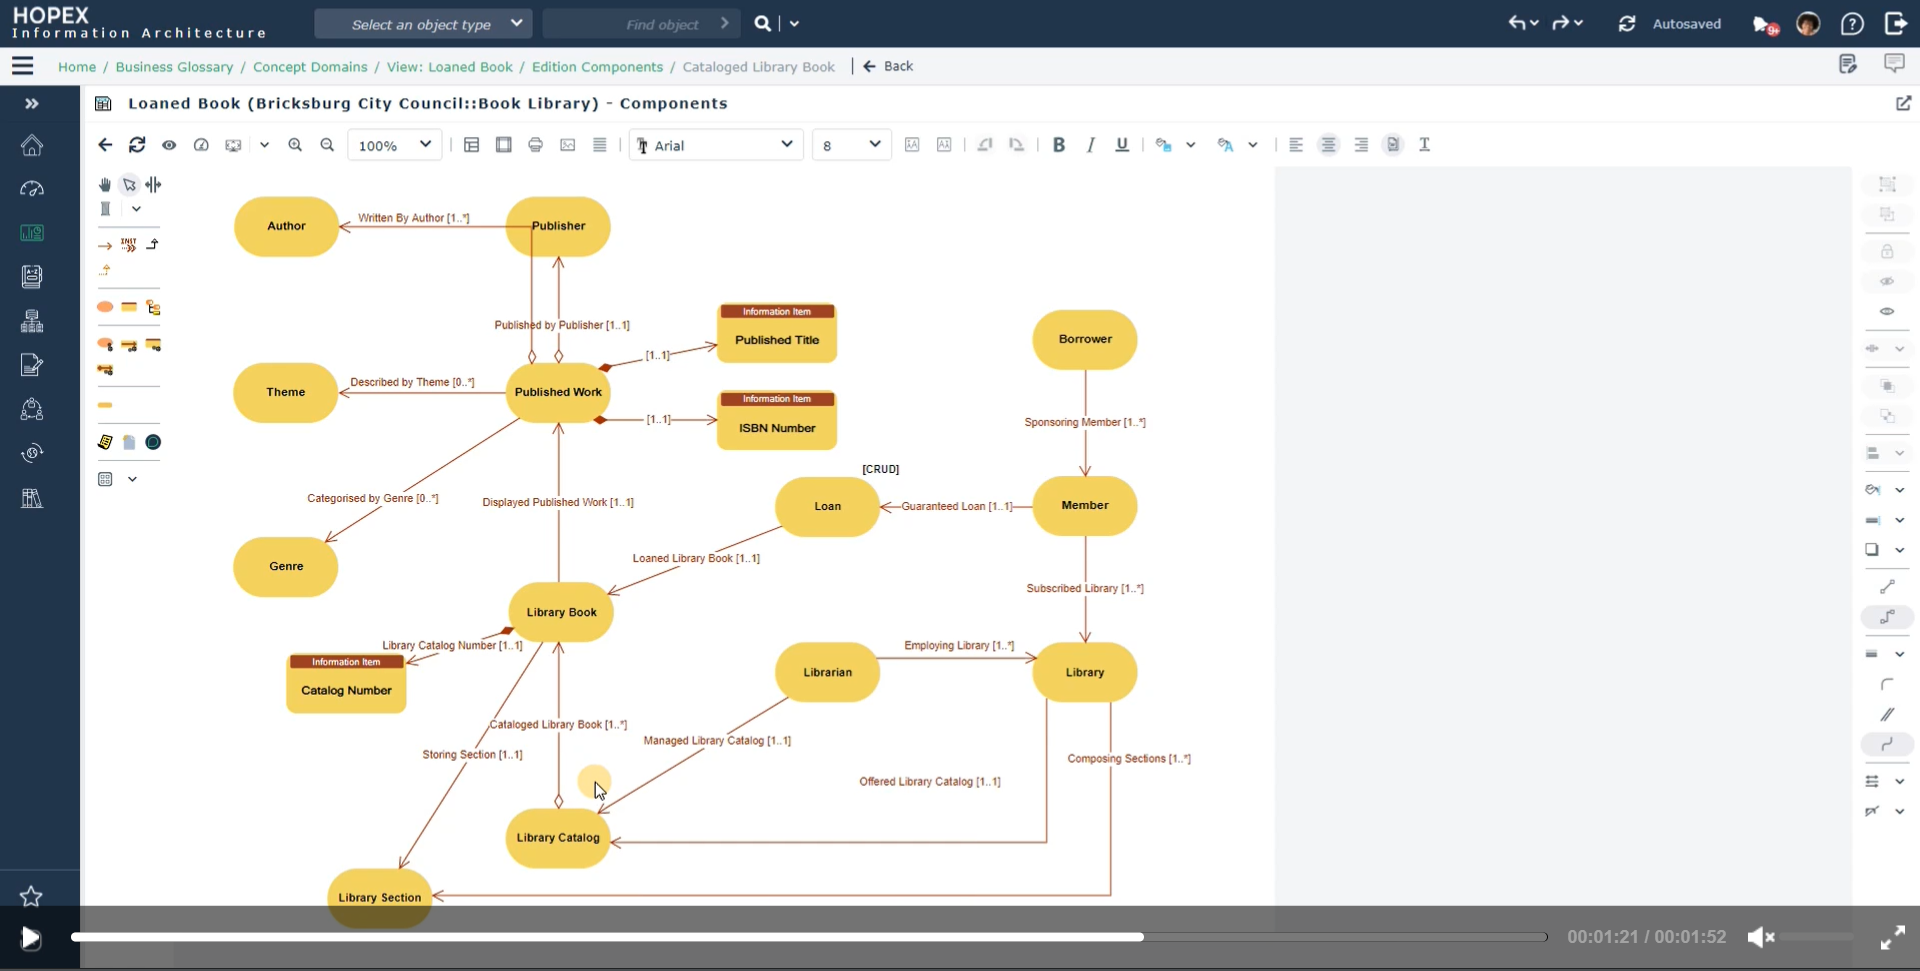 HOPEX
Information Architecture
Select an object type
Find object
Autosaved
9+
Home / Business Glossary / Concept Domains / View: Loaned Book / Edition Components / Cataloged Library Book
Back
Loaned Book (Bricksburg City Council::Book Library) - Components
100%
Arial
8
B I U
Author
Written By Author [1..*]
Publisher
Published by Publisher [1..1]
Information Item
Published Title
[1..1]
Borrower
Theme
Described by Theme [0..*]
Published Work
Information Item
ISBN Number
[1..1]
Sponsoring Member [1..*]
[CRUD]
Categorised by Genre [0..*]
Displayed Published Work [1..1]
Loan
Guaranteed Loan [1..1]
Member
Genre
Loaned Library Book [1..1]
Subscribed Library [1..*]
Library Book
Library Catalog Number [1..1]
Information Item
Catalog Number
Employing Library [1..*]
Librarian
Library
Cataloged Library Book [1..*]
Storing Section [1..1]
Managed Library Catalog [1..1]
Composing Sections [1..*]
Offered Library Catalog [1..1]
Library Catalog
Library Section
00:01:21 / 00:01:52